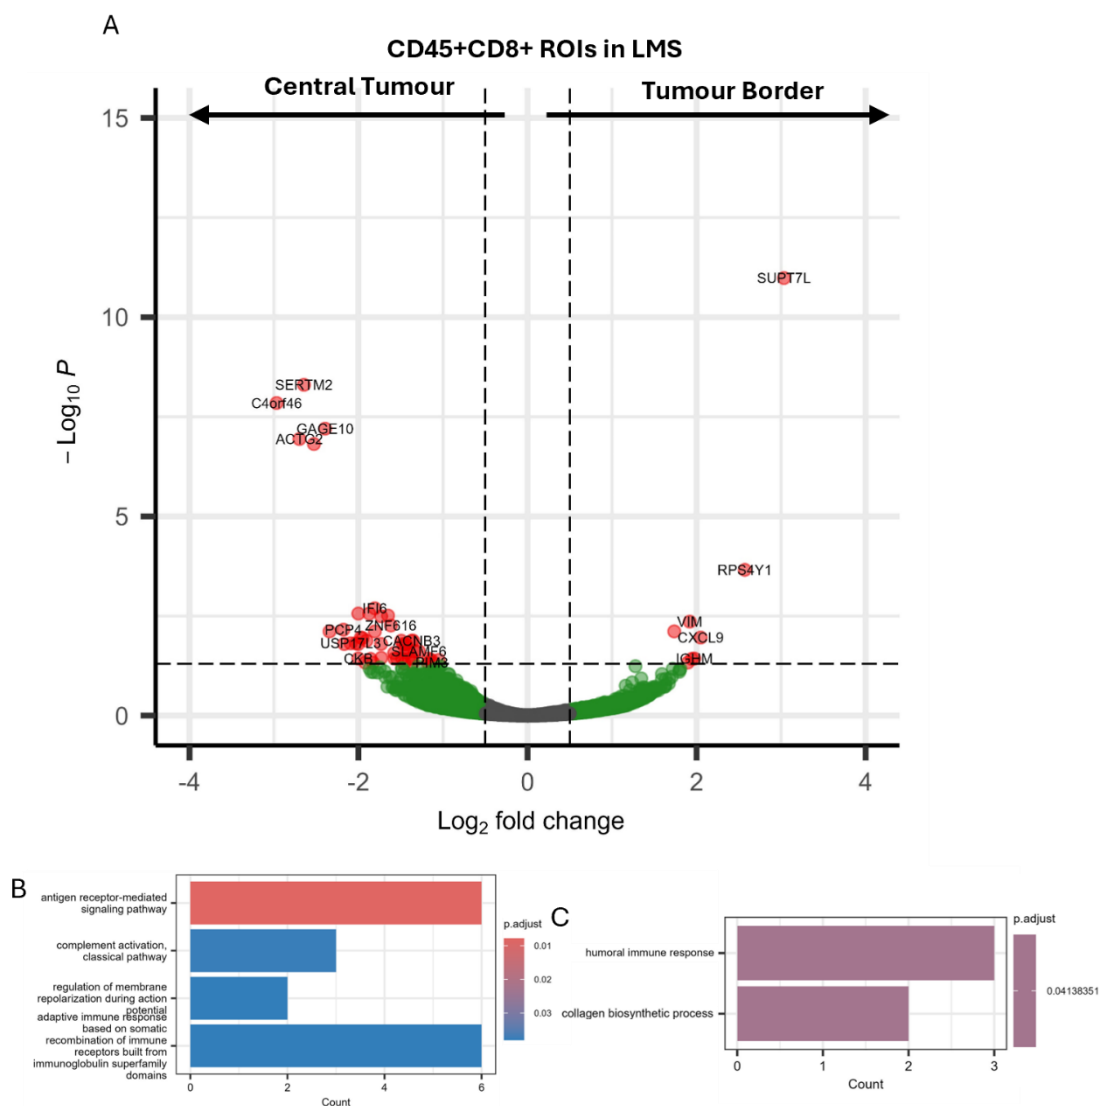 A
CD45+CD8+ ROIs in LMS
Central Tumour
Tumour Border
15
10
5
0
– Log10 P
SUPT7L
SERTM2
C4orf46
GAGE10
ACTG2
RPS4Y1
IFI6
VIM
PCP4
ZNF616
CXCL9
USP17L3
CACNB3
SLAMF6
CKB
PIM3
IGHM
-4
-2
0
2
4
Log2 fold change
B
antigen receptor-mediated
signaling pathway
complement activation,
classical pathway
regulation of membrane
repolarization during action
potential
adaptive immune response
based on somatic
recombination of immune
receptors built from
immunoglobulin superfamily
domains
0
2
4
6
Count
p.adjust
0.01
0.02
0.03
C
humoral immune response
collagen biosynthetic process
0
1
2
3
Count
p.adjust
0.04138351